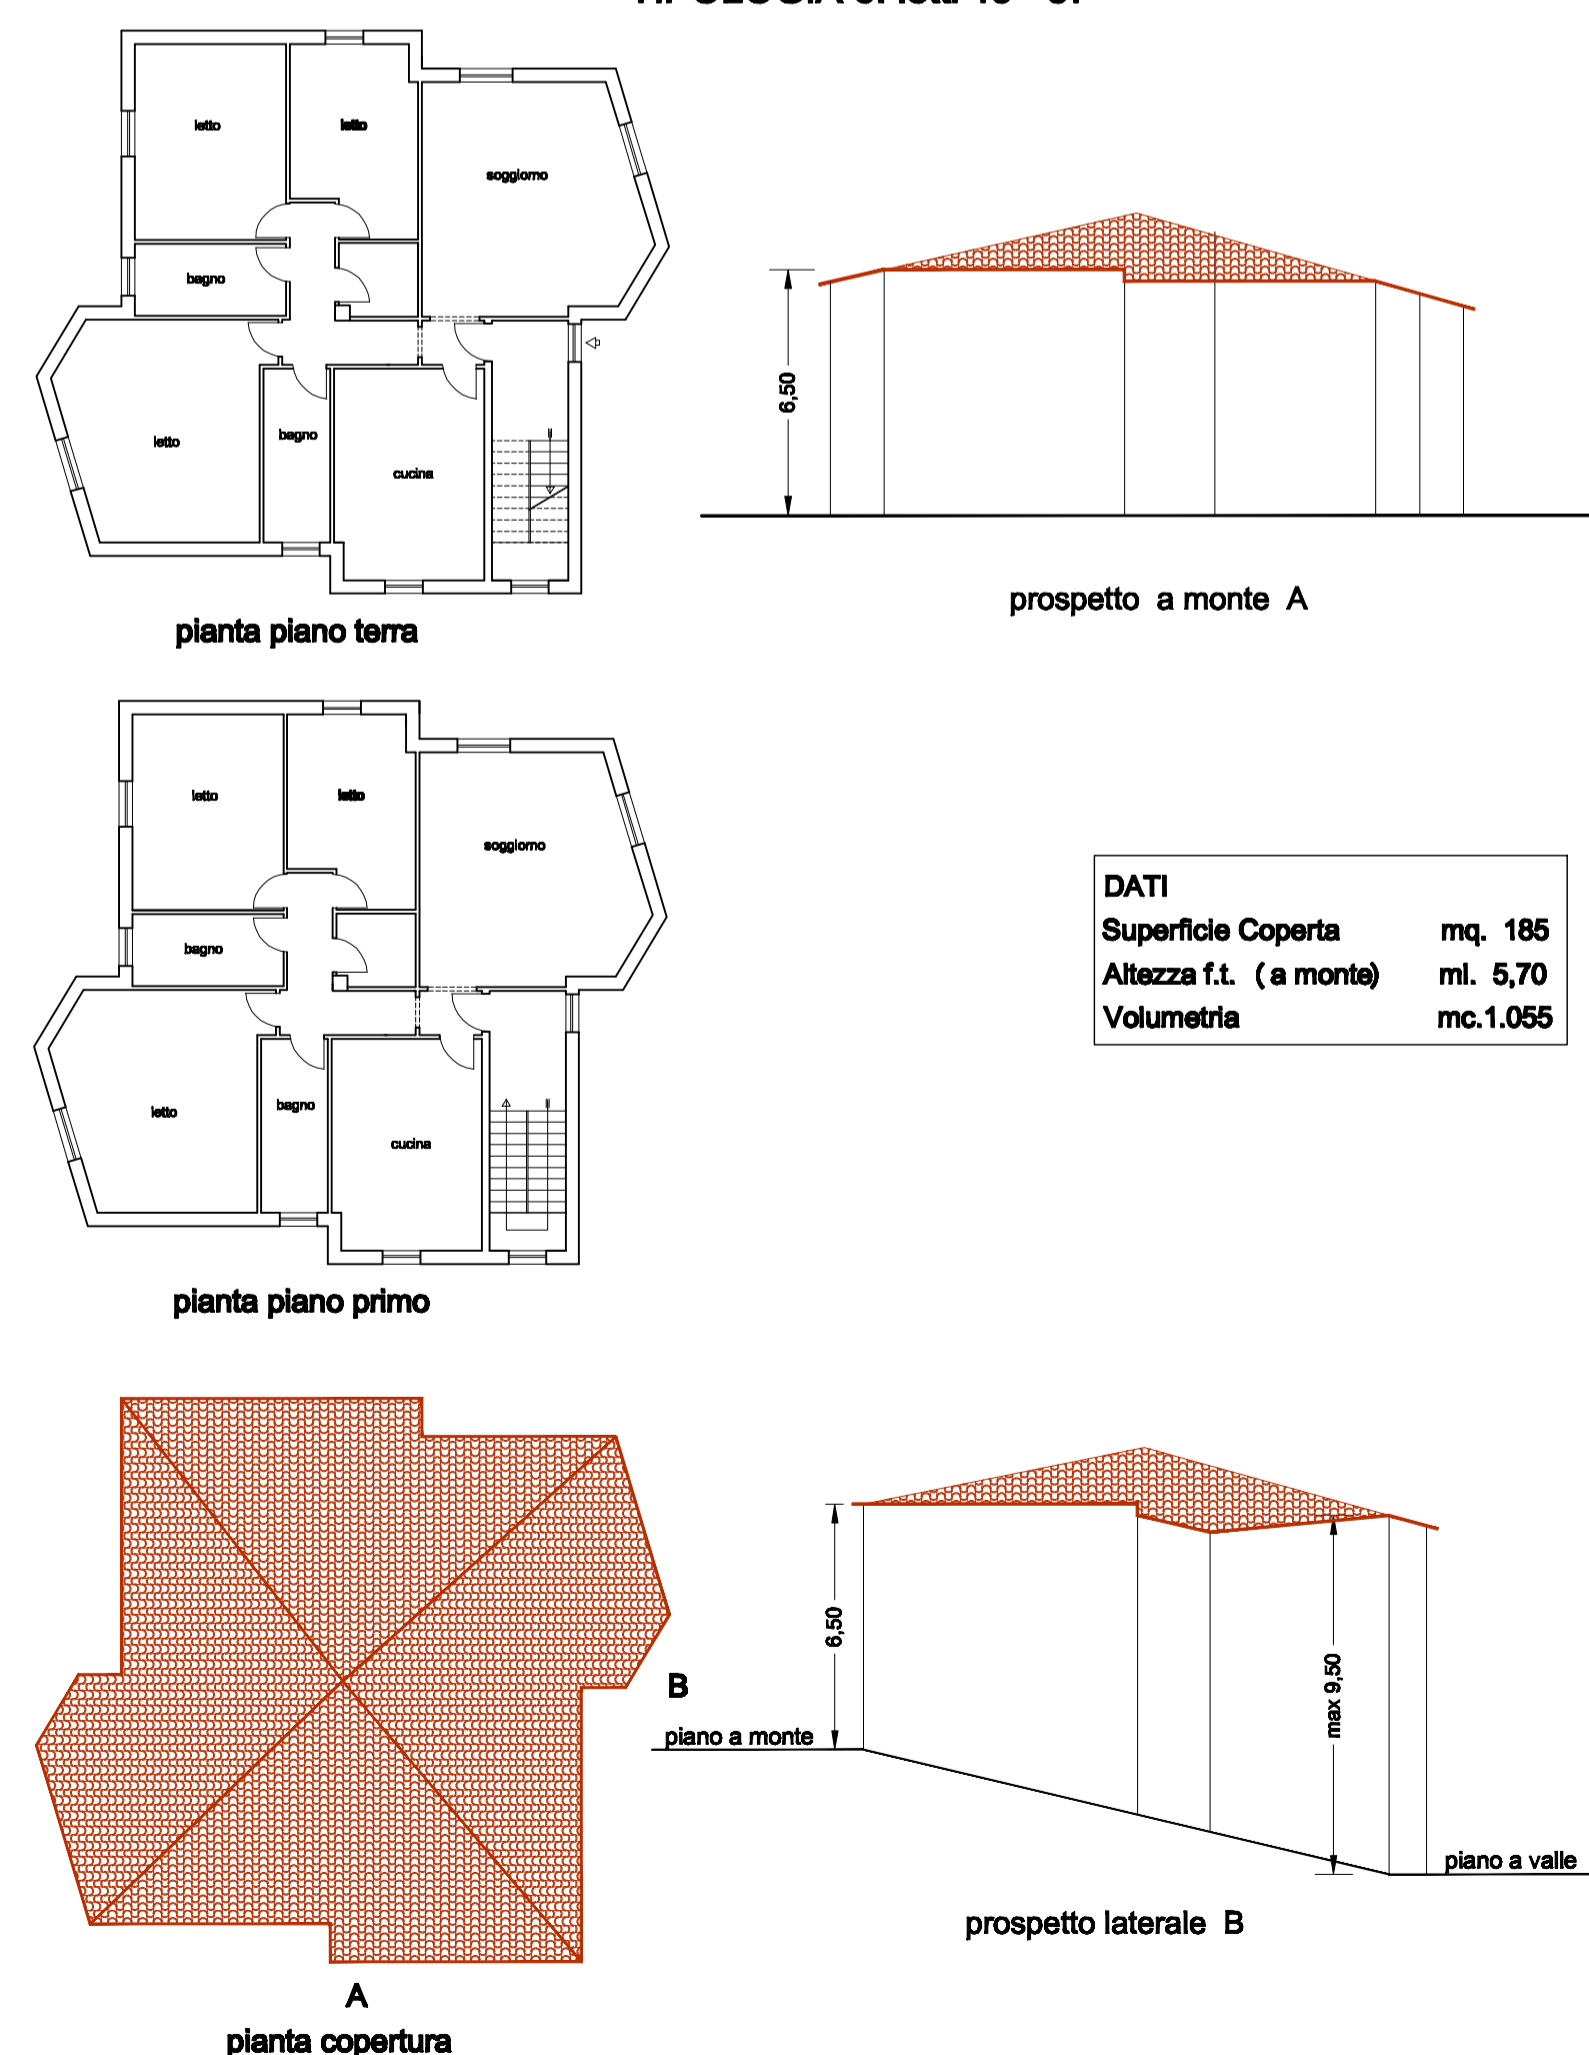 letto
letto
soggiorno
bagno
letto
bagno
cucina
pianta piano terra
6,50
prospetto a monte A
letto
letto
soggiorno
bagno
letto
bagno
cucina
pianta piano primo
DATI
Superficie Coperta mq. 185
Altezza f.t. ( a monte) ml. 5,70
Volumetria mc.1.055
B
A
pianta copertura
6,50
max 9,50
piano a monte
piano a valle
prospetto laterale B